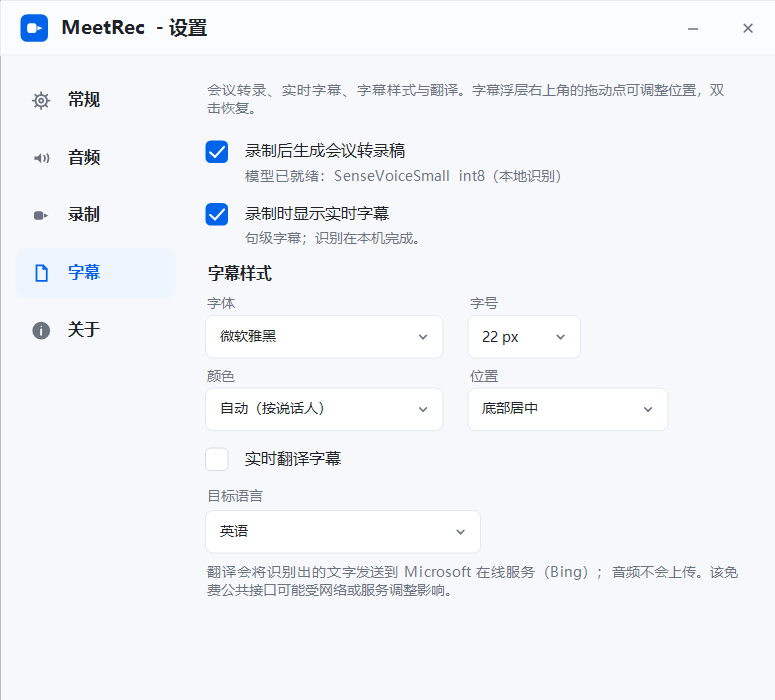 MeetRec - 设置
常规
音频
录制
字幕
关于
会议转录、实时字幕、字幕样式与翻译。字幕浮层右上角的拖动点可调整位置，双
击恢复。
录制后生成会议转录稿
模型已就绪：SenseVoiceSmall int8（本地识别）
录制时显示实时字幕
句级字幕；识别在本机完成。
字幕样式
字体 字号
微软雅黑 22 px
颜色 位置
自动（按说话人） 底部居中
实时翻译字幕
目标语言
英语
翻译会将识别出的文字发送到 Microsoft 在线服务（Bing）；音频不会上传。该免
费公共接口可能受网络或服务调整影响。